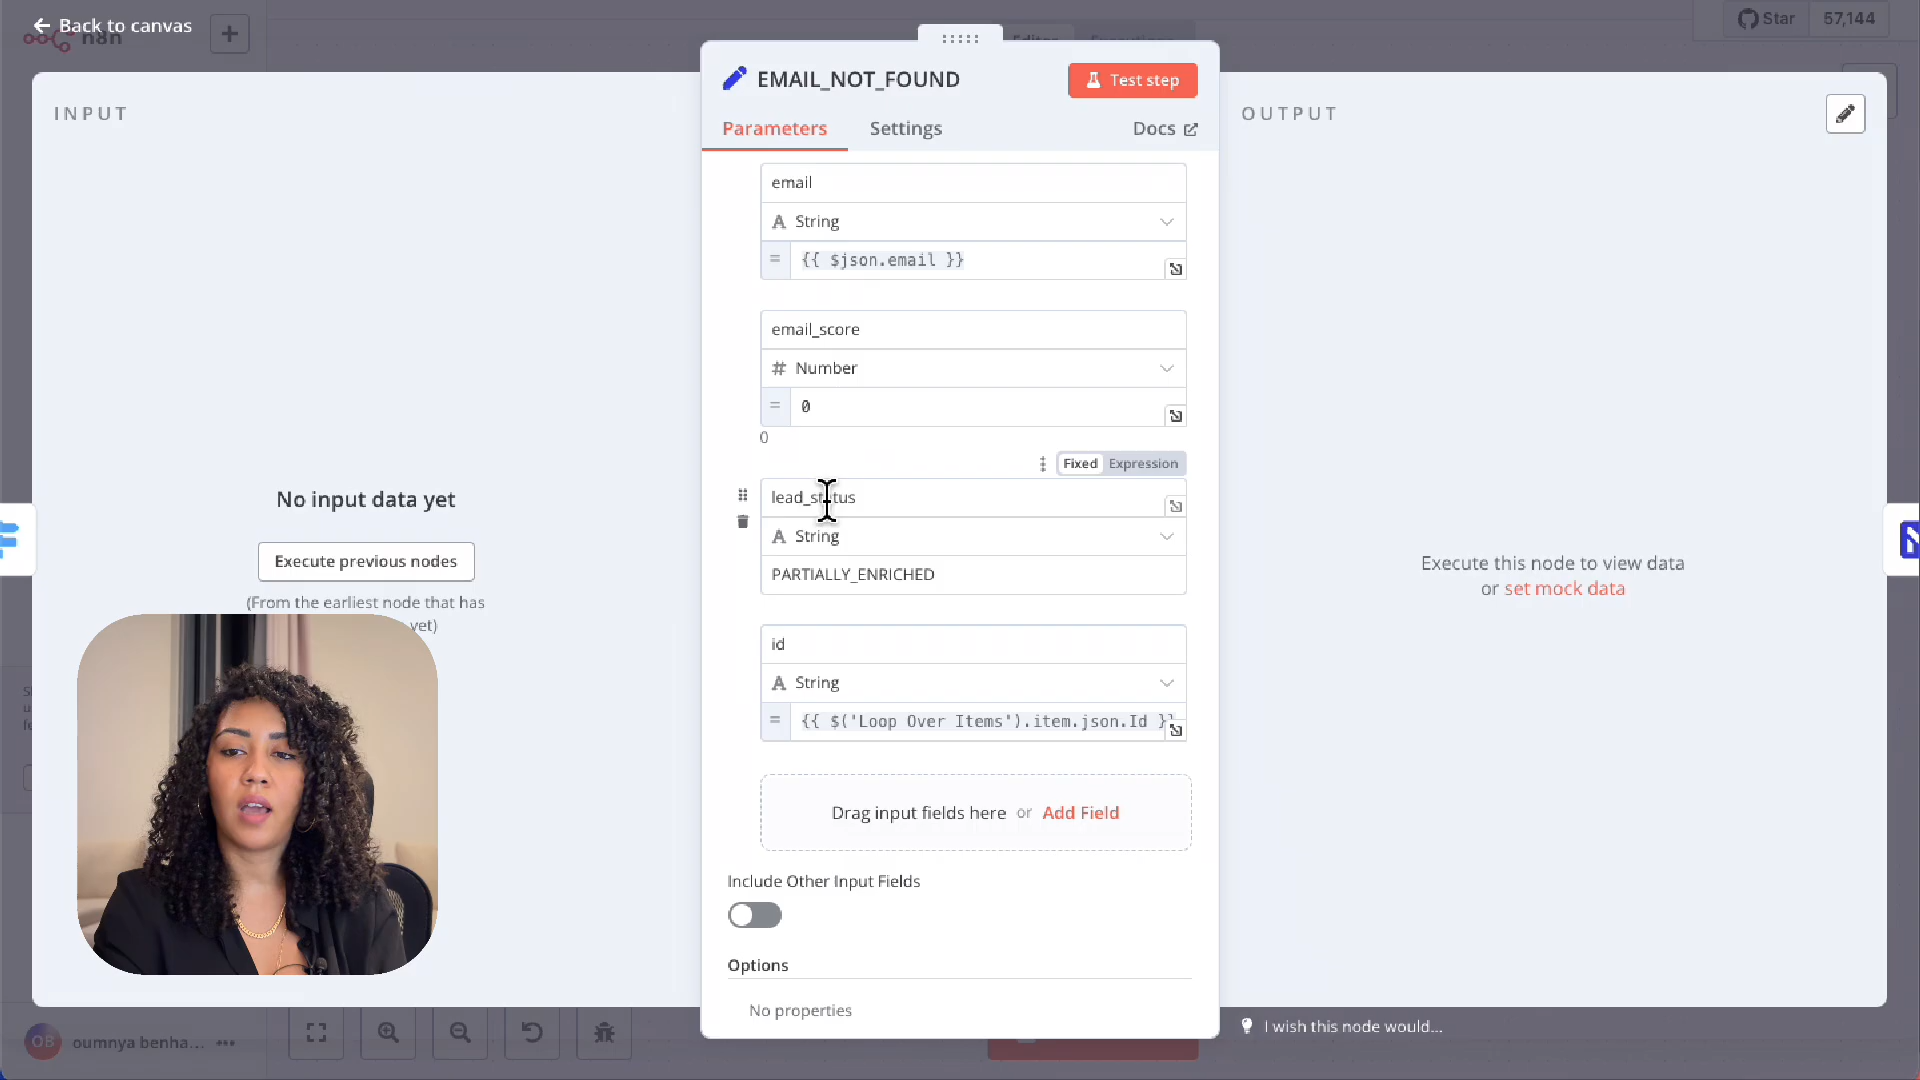 Back to canvas
n8n
Star
57,144
INPUT
No input data yet
Execute previous nodes
(From the earliest node that has
yet)
EMAIL_NOT_FOUND
Test step
Parameters
Settings
Docs
email
String
= {{ $json.email }}
email_score
# Number
= 0
0
Fixed
Expression
lead_status
String
PARTIALLY_ENRICHED
id
String
= {{ $('Loop Over Items').item.json.Id }}
Drag input fields here or Add Field
Include Other Input Fields
Options
No properties
OUTPUT
Execute this node to view data
or set mock data
I wish this node would...
OB
oumnya benha...